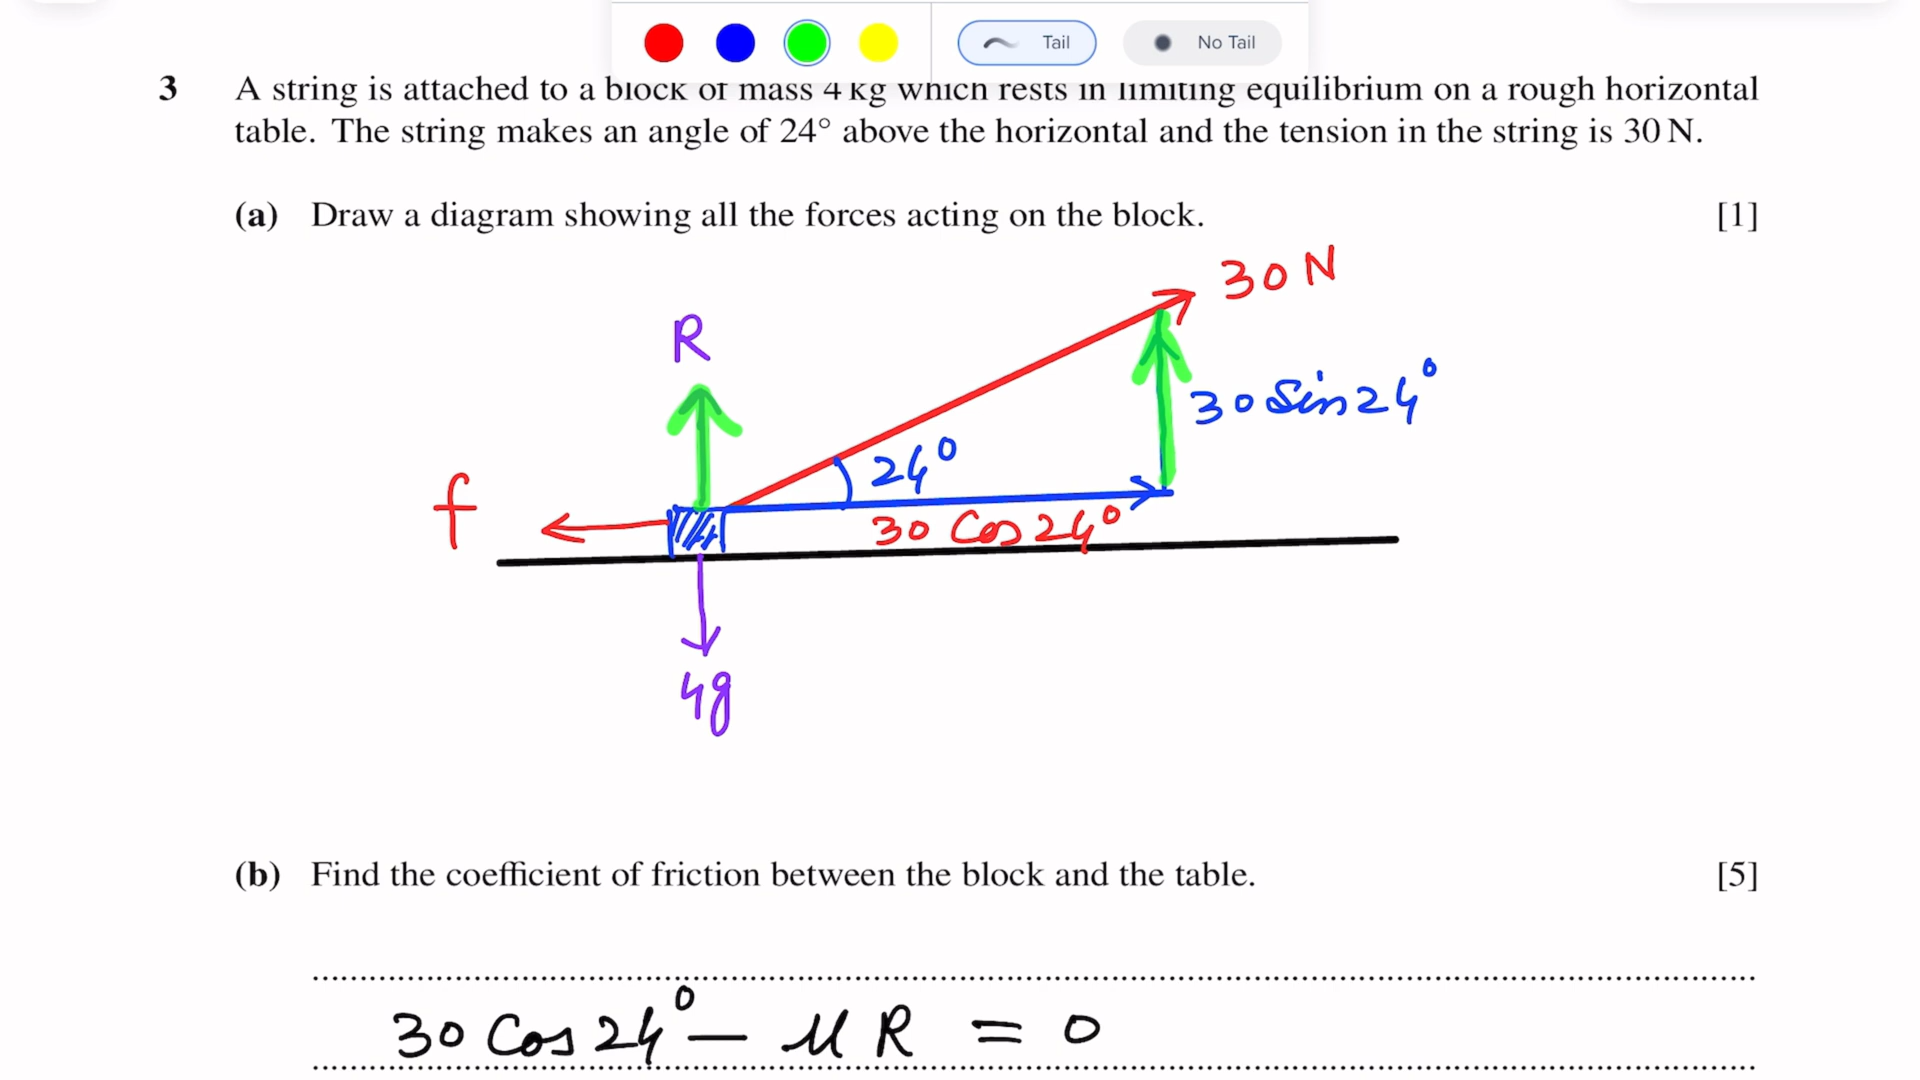 Tail No Tail
3 A string is attached to a block of mass 4 kg which rests in limiting equilibrium on a rough horizontal
table. The string makes an angle of 24° above the horizontal and the tension in the string is 30 N.
(a) Draw a diagram showing all the forces acting on the block. [1]
30 N
R
30 Sin 24°
24°
f
30 Cos 24°
4g
(b) Find the coefficient of friction between the block and the table. [5]
30 Cos 24° – μ R = 0